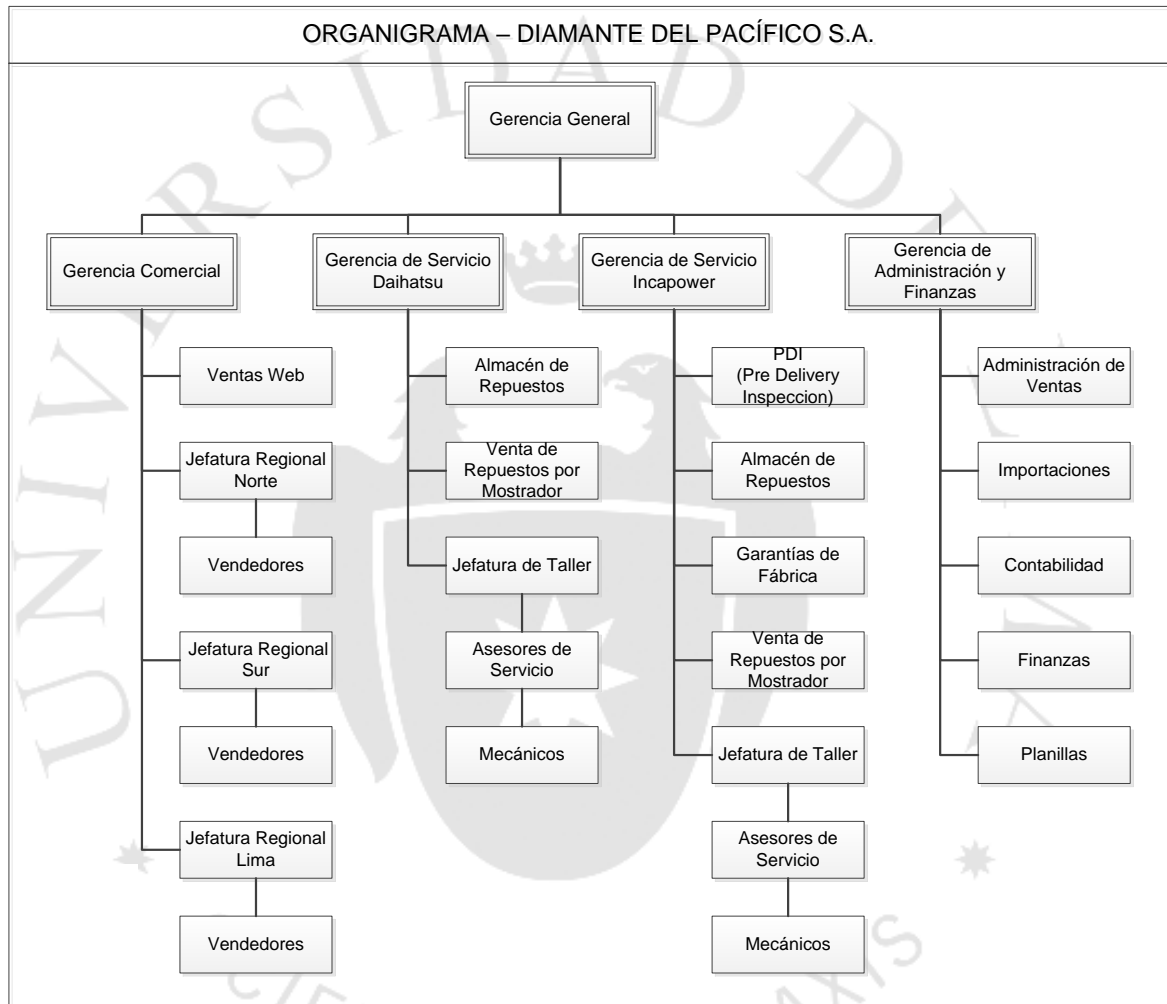 ORGANIGRAMA – DIAMANTE DEL PACÍFICO S.A.
Gerencia General
Gerencia Comercial
Gerencia de Servicio
Daihatsu
Gerencia de Servicio
Incapower
Gerencia de
Administración y
Finanzas
Ventas Web
Jefatura Regional
Norte
Vendedores
Jefatura Regional
Sur
Vendedores
Jefatura Regional
Lima
Vendedores
Almacén de
Repuestos
Venta de
Repuestos por
Mostrador
Jefatura de Taller
Asesores de
Servicio
Mecánicos
PDI
(Pre Delivery
Inspeccion)
Almacén de
Repuestos
Garantías de
Fábrica
Venta de
Repuestos por
Mostrador
Jefatura de Taller
Asesores de
Servicio
Mecánicos
Administración de
Ventas
Importaciones
Contabilidad
Finanzas
Planillas
UNIVERSIDAD DE LIMA